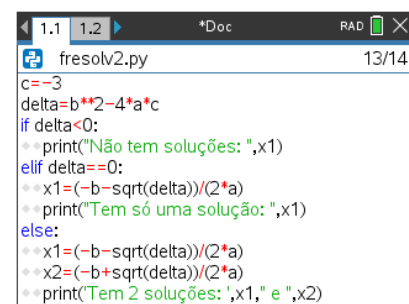 1.1 1.2 *Doc RAD
fresolv2.py 13/14
c=−3
delta=b**2−4*a*c
if delta<0:
print("Não tem soluções: ",x1)
elif delta==0:
x1=(−b−sqrt(delta))/(2*a)
print("Tem só uma solução: ",x1)
else:
x1=(−b−sqrt(delta))/(2*a)
x2=(−b+sqrt(delta))/(2*a)
print('Tem 2 soluções: ',x1," e ",x2)